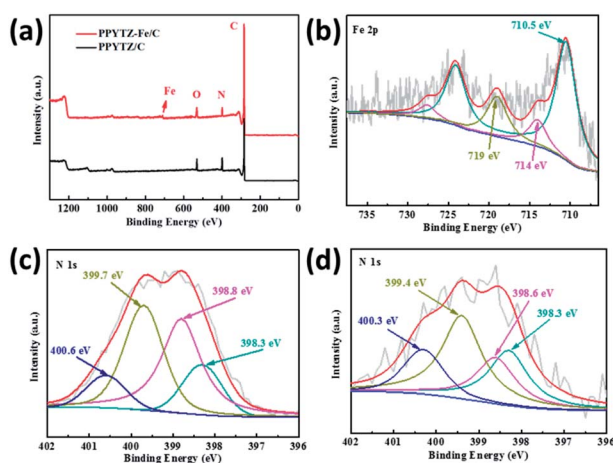 (a)
PPYTZ-Fe/C
PPYTZ/C
C
Fe
O
N
Intensity (a.u.)
1200 1000 800 600 400 200 0
Binding Energy (eV)
(b)
Fe 2p
710.5 eV
719 eV
714 eV
Intensity (a.u.)
735 730 725 720 715 710
Binding Energy (eV)
(c)
N 1s
399.7 eV
398.8 eV
400.6 eV
398.3 eV
Intensity (a.u.)
402 401 400 399 398 397 396
Binding Energy (eV)
(d)
N 1s
399.4 eV
398.6 eV
400.3 eV
398.3 eV
Intensity (a.u.)
402 401 400 399 398 397 396
Binding Energy (eV)